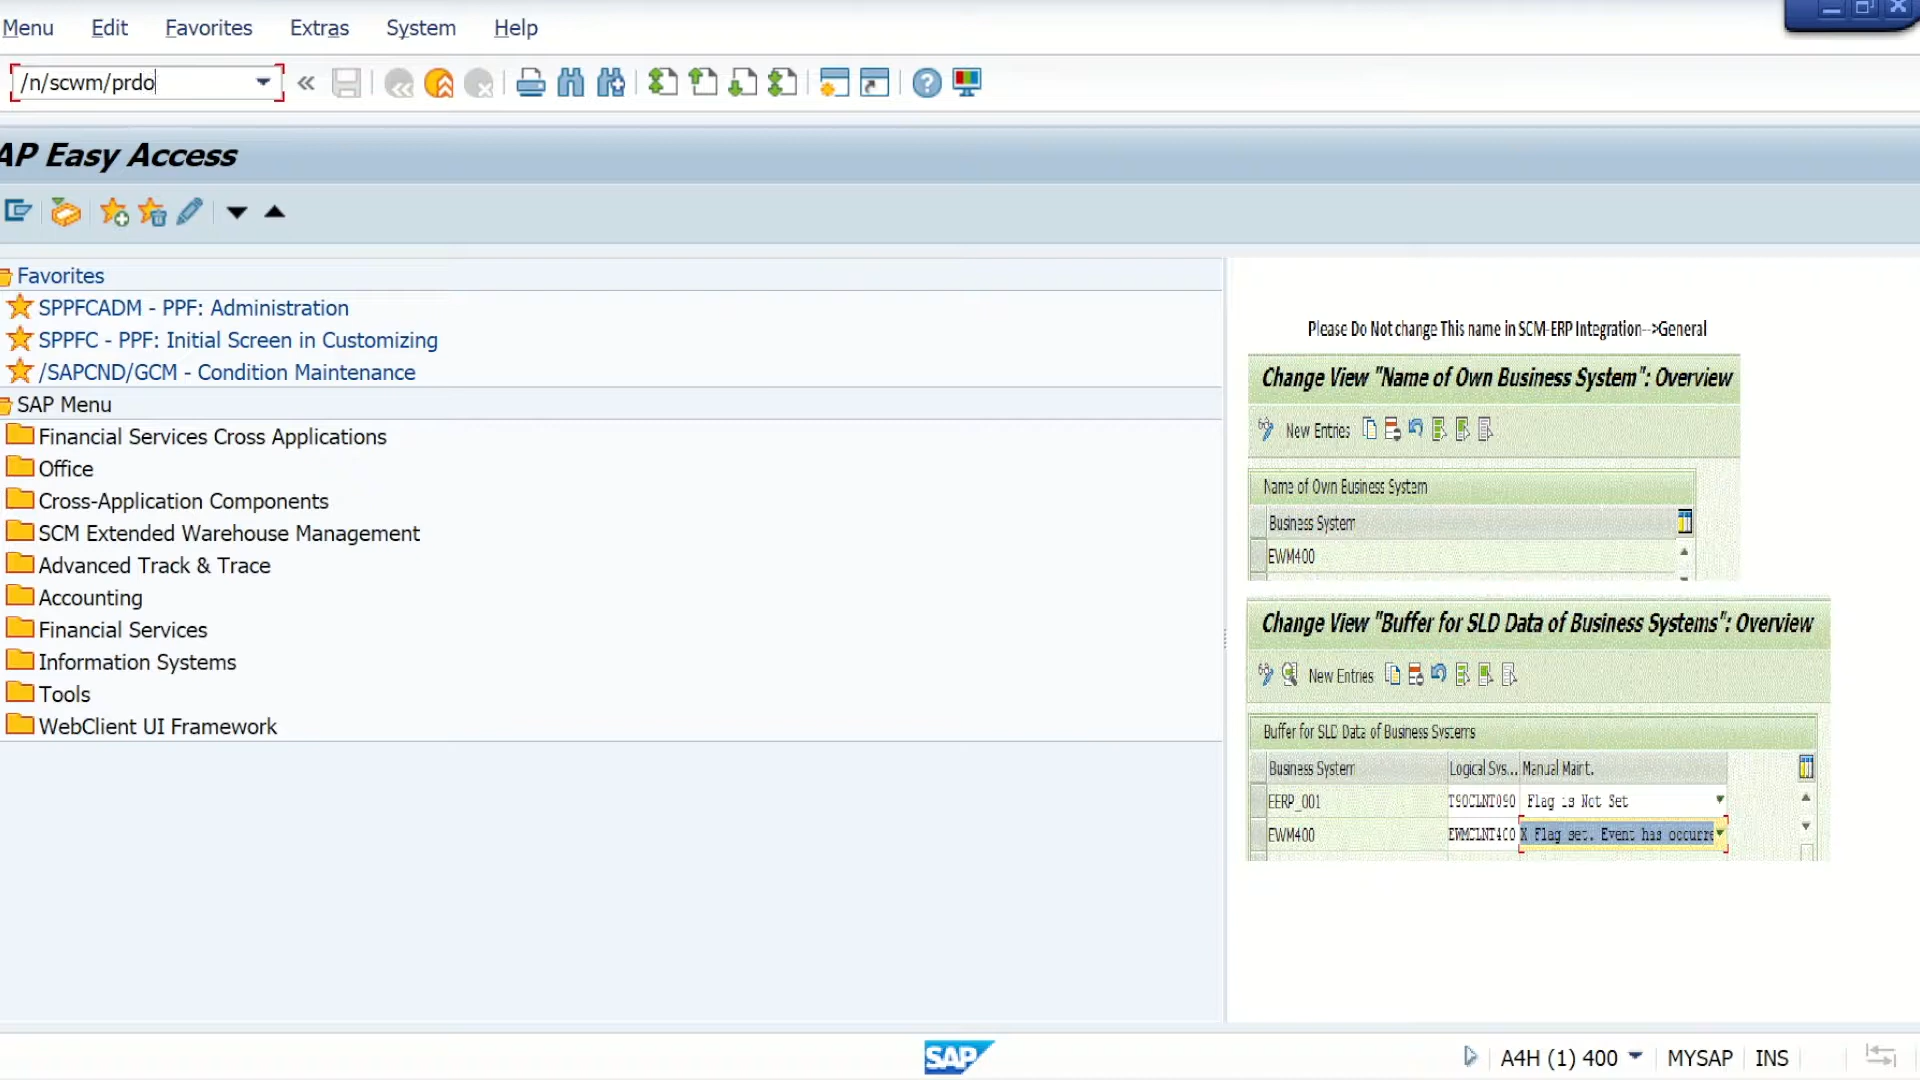 Menu Edit Favorites Extras System Help
/n/scwm/prdo
AP Easy Access
Favorites
SPPFCADM - PPF: Administration
SPPFC - PPF: Initial Screen in Customizing
/SAPCND/GCM - Condition Maintenance
SAP Menu
Financial Services Cross Applications
Office
Cross-Application Components
SCM Extended Warehouse Management
Advanced Track & Trace
Accounting
Financial Services
Information Systems
Tools
WebClient UI Framework
Please Do Not change This name in SCM-ERP Integration-->General
Change View "Name of Own Business System": Overview
New Entries
Name of Own Business System
Business System
EWM400
Change View "Buffer for SLD Data of Business Systems": Overview
New Entries
Buffer for SLD Data of Business Systems
Business System Logical Sys... Manual Maint.
EERP_001 T90CLNT090 Flag is Not Set
EWM400 EWMCLNT400 X Flag set. Event has occurre
SAP A4H (1) 400 MYSAP INS